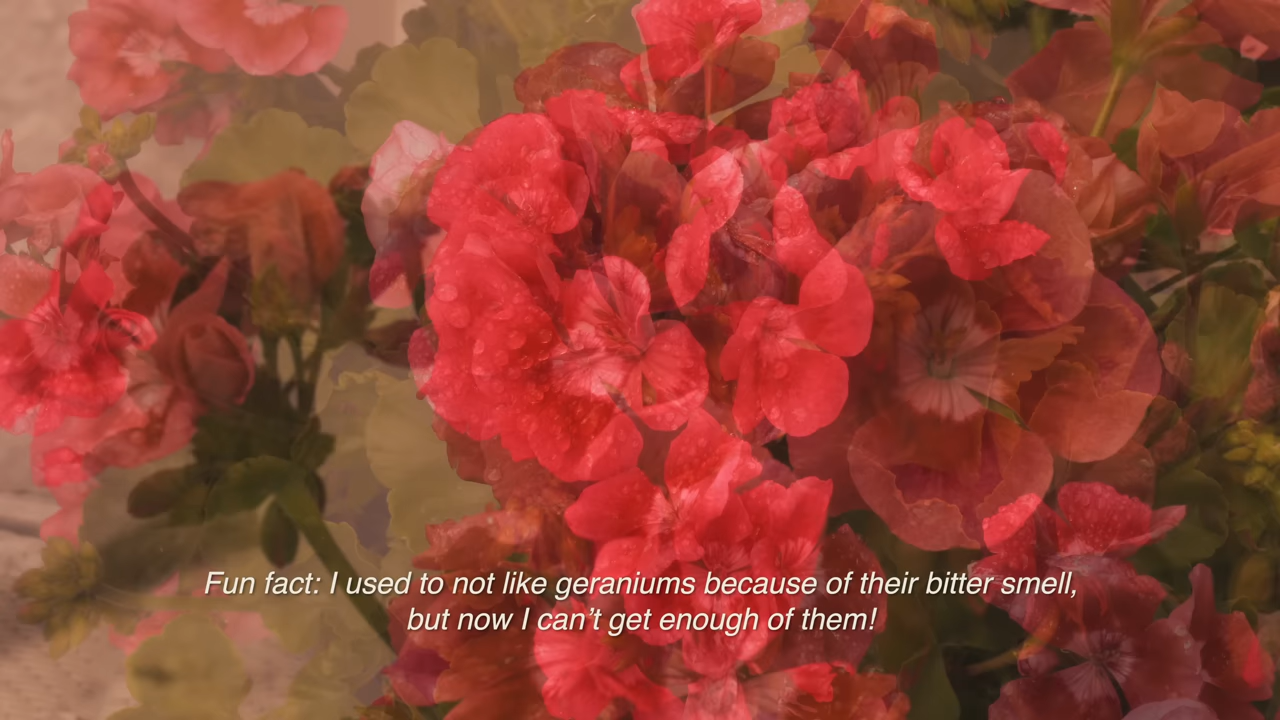 Fun fact: I used to not like geraniums because of their bitter smell,
but now I can’t get enough of them!